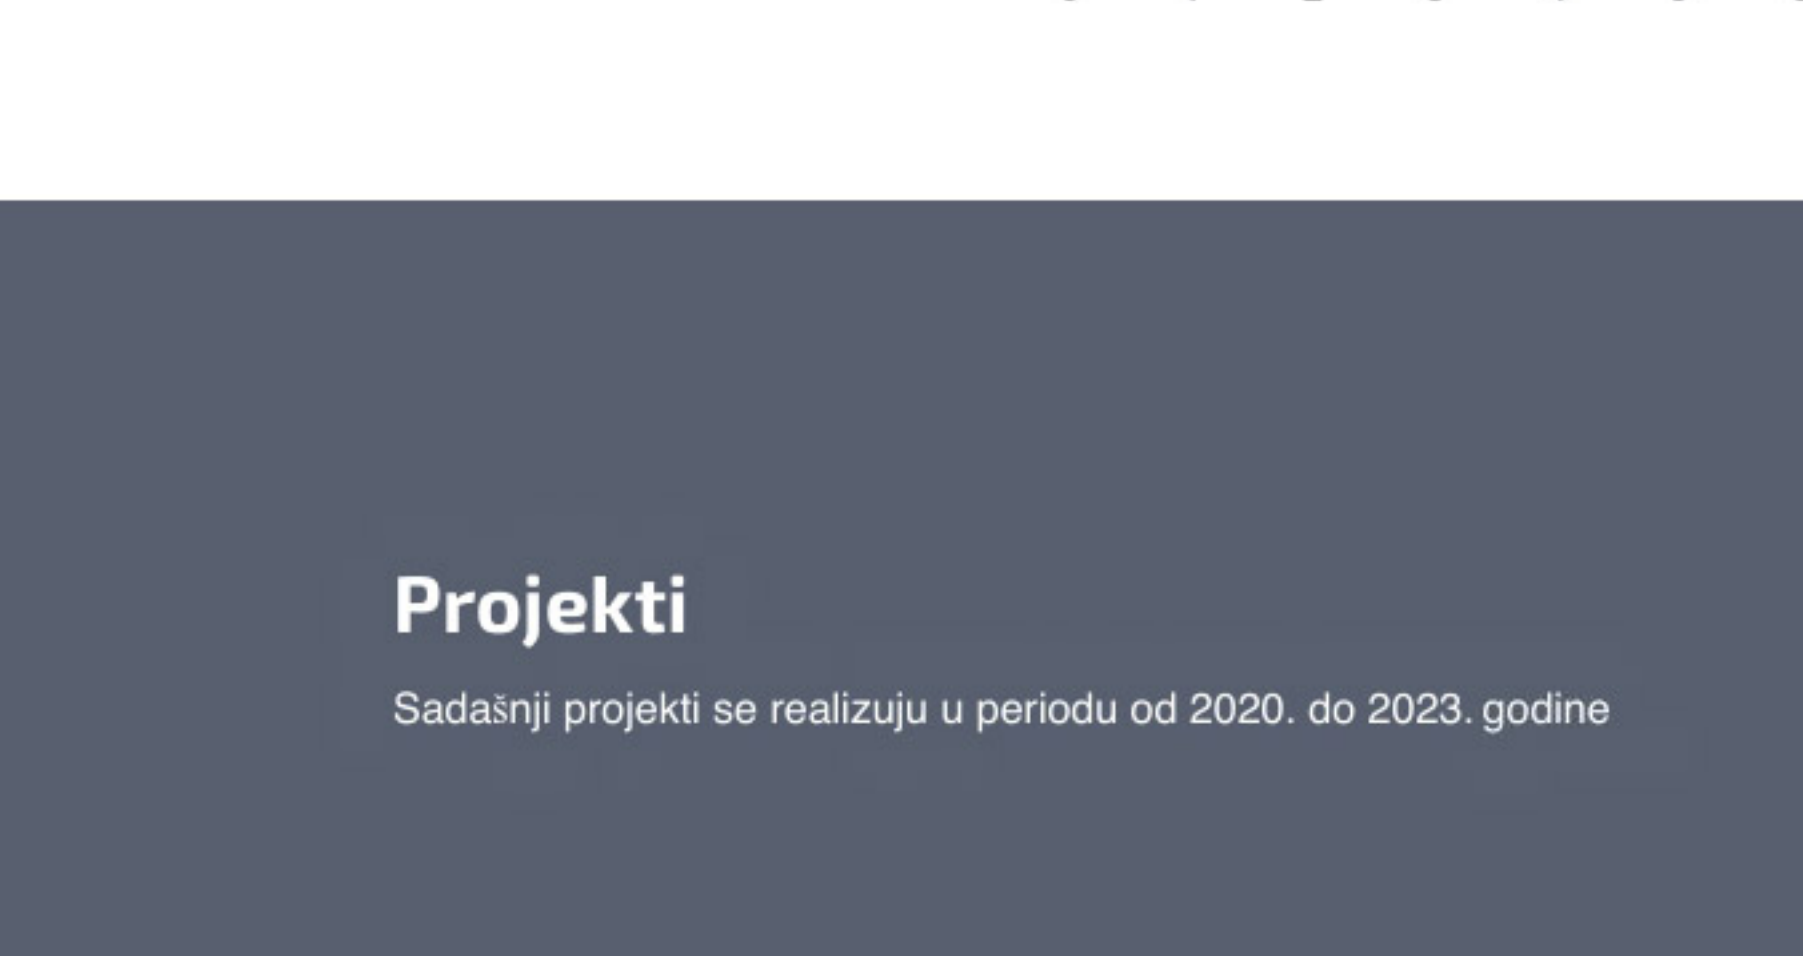 Projekti
Sadašnji projekti se realizuju u periodu od 2020. do 2023. godine